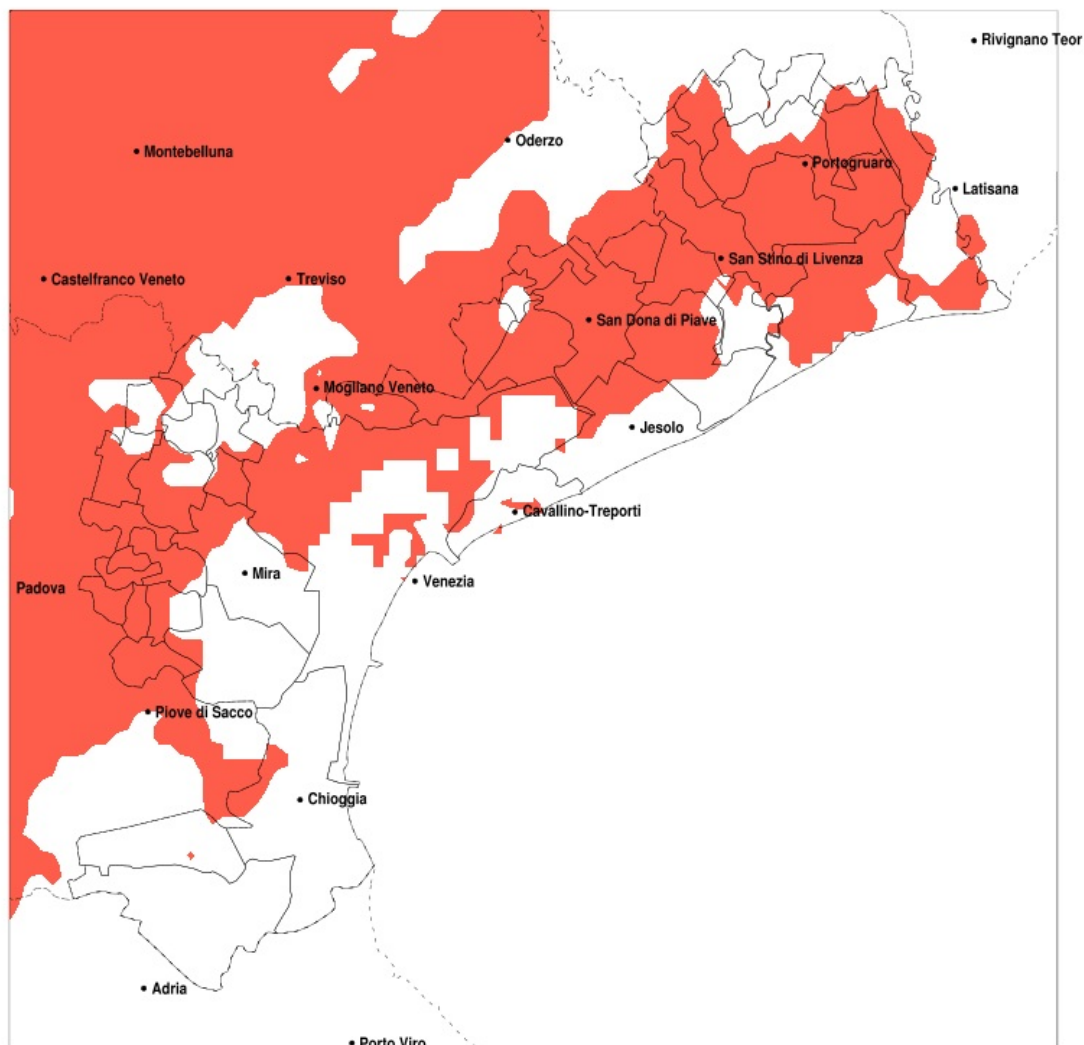 Rivignano Teor
Oderzo
Montebelluna
Portogruaro
Latisana
San Stino di Livenza
Castelfranco Veneto
Treviso
San Dona di Piave
Mogliano Veneto
Jesolo
Cavallino-Treporti
Mira
Venezia
Padova
Piove di Sacco
Chioggia
Adria
Porto Viro